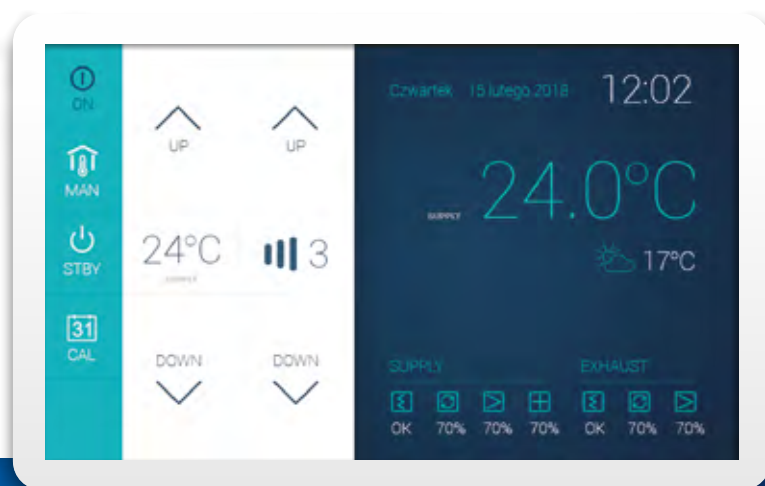 ON
MAN
STBY
31
CAL
UP UP
24°C 3
SUPPLY
DOWN DOWN
Czwartek 15 lutego 2018 12:02
SUPPLY 24.0°C
17°C
SUPPLY EXHAUST
OK 70% 70% 70% OK 70% 70%